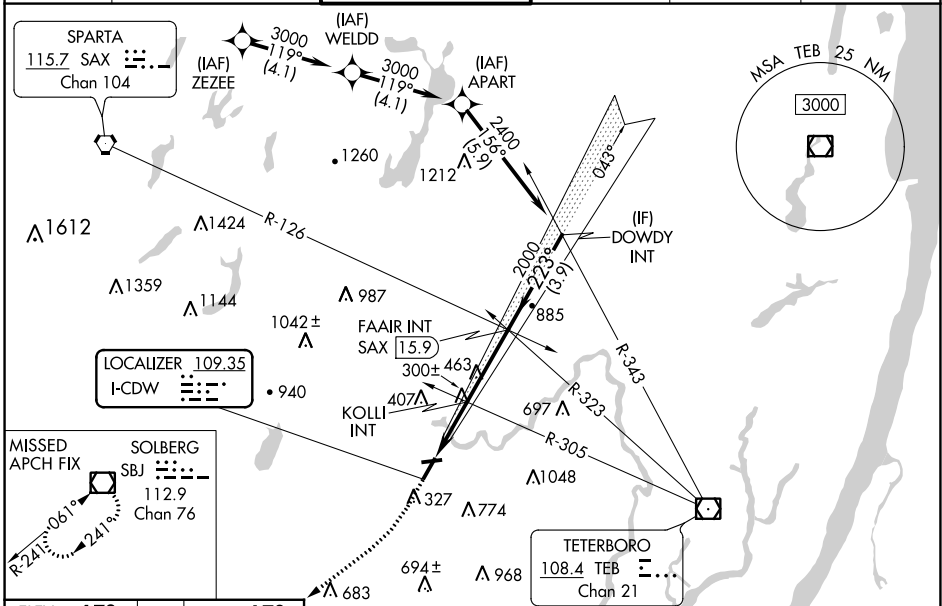 SPARTA
115.7 SAX
Chan 104
(IAF)
ZEZEE
3000
119°
(4.1)
(IAF)
WELDD
3000
119°
(4.1)
(IAF)
APART
2400
156°
(5.9)
MSA TEB 25 NM
3000
1260
1212
043°
1612
1424
R-126
(IF)
DOWDY
INT
2000
223°
(3.9)
1359
1144
987
885
1042±
FAAIR INT
SAX 15.9
R-343
LOCALIZER 109.35
I-CDW
940
300±
463
407
KOLLI
INT
697
R-323
R-305
MISSED
APCH FIX
SOLBERG
SBJ
112.9
Chan 76
061°
241°
R-241
327
774
1048
TETERBORO
108.4 TEB
Chan 21
683
694±
968